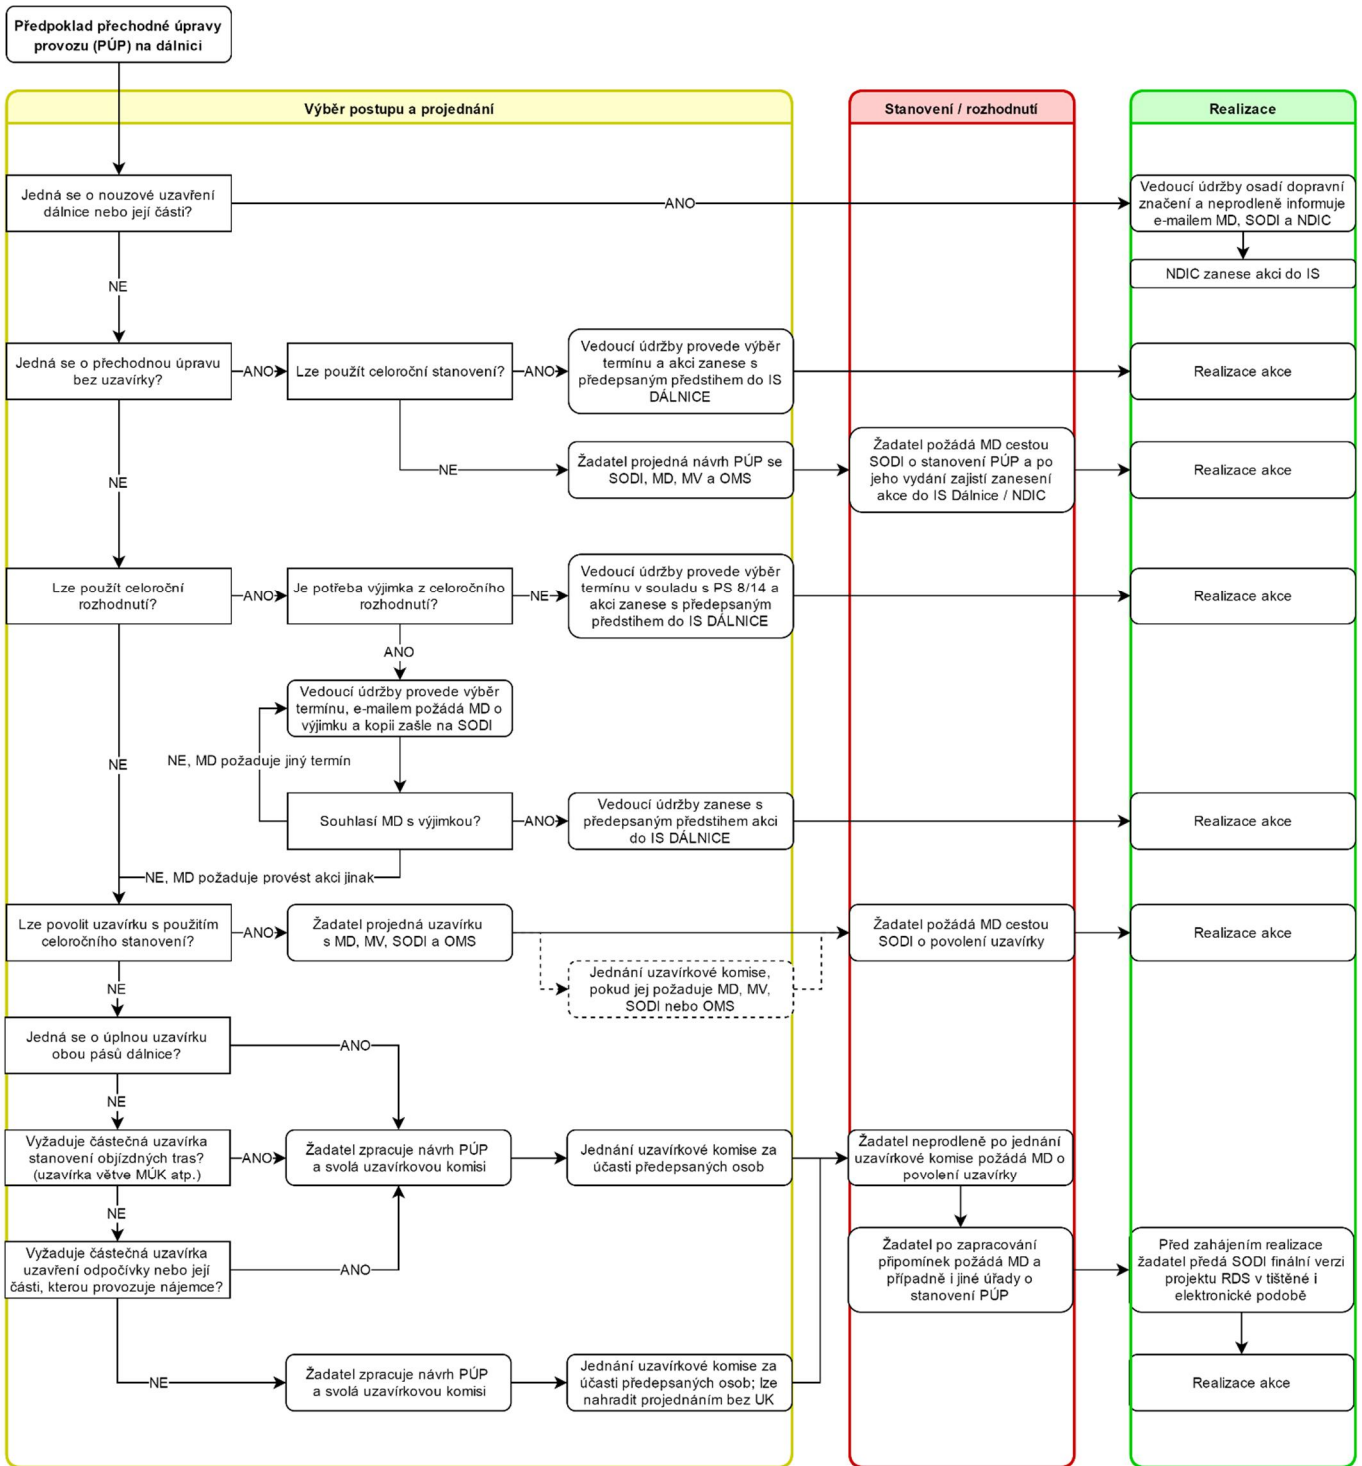 Předpoklad přechodné úpravy
provozu (PÚP) na dálnici
Výběr postupu a projednání
Stanovení / rozhodnutí
Realizace
Jedná se o nouzové uzavření
dálnice nebo její části?
ANO
Vedoucí údržby osadí dopravní
značení a neprodleně informuje
e-mailem MD, SODI a NDIC
NDIC zanese akci do IS
NE
Jedná se o přechodnou úpravu
bez uzavírky?
ANO
Lze použít celoroční stanovení?
ANO
Vedoucí údržby provede výběr
termínu a akci zanese s
předepsaným předstihem do IS
DÁLNICE
Realizace akce
NE
Žadatel projedná návrh PÚP se
SODI, MD, MV a OMS
Žadatel požádá MD cestou
SODI o stanovení PÚP a po
jeho vydání zajistí zanesení
akce do IS Dálnice / NDIC
Realizace akce
NE
Lze použít celoroční
rozhodnutí?
ANO
Je potřeba výjimka z celoročního
rozhodnutí?
NE
Vedoucí údržby provede výběr
termínu v souladu s PS 8/14 a
akci zanese s předepsaným
předstihem do IS DÁLNICE
Realizace akce
ANO
Vedoucí údržby provede výběr
termínu, e-mailem požádá MD o
výjimku a kopii zašle na SODI
NE
NE, MD požaduje jiný termín
Souhlasí MD s výjimkou?
ANO
Vedoucí údržby zanese s
předepsaným předstihem akci
do IS DÁLNICE
Realizace akce
NE, MD požaduje provést akci jinak
Lze povolit uzavírku s použitím
celoročního stanovení?
ANO
Žadatel projedná uzavírku
s MD, MV, SODI a OMS
Žadatel požádá MD cestou
SODI o povolení uzavírky
Realizace akce
Jednání uzavírkové komise,
pokud jej požaduje MD, MV,
SODI nebo OMS
NE
Jedná se o úplnou uzavírku
obou pásů dálnice?
ANO
NE
Vyžaduje částečná uzavírka
stanovení objízdných tras?
(uzavírka větve MÚK atp.)
ANO
Žadatel zpracuje návrh PÚP
a svolá uzavírkovou komisi
Jednání uzavírkové komise za
účasti předepsaných osob
Žadatel neprodleně po jednání
uzavírkové komise požádá MD o
povolení uzavírky
NE
Vyžaduje částečná uzavírka
uzavření odpočívky nebo její
části, kterou provozuje nájemce?
ANO
Žadatel po zapracování
připomínek požádá MD a
případně i jiné úřady o
stanovení PÚP
Před zahájením realizace
žadatel předá SODI finální verzi
projektu RDS v tištěné i
elektronické podobě
NE
Žadatel zpracuje návrh PÚP
a svolá uzavírkovou komisi
Jednání uzavírkové komise za
účasti předepsaných osob; lze
nahradit projednáním bez UK
Realizace akce